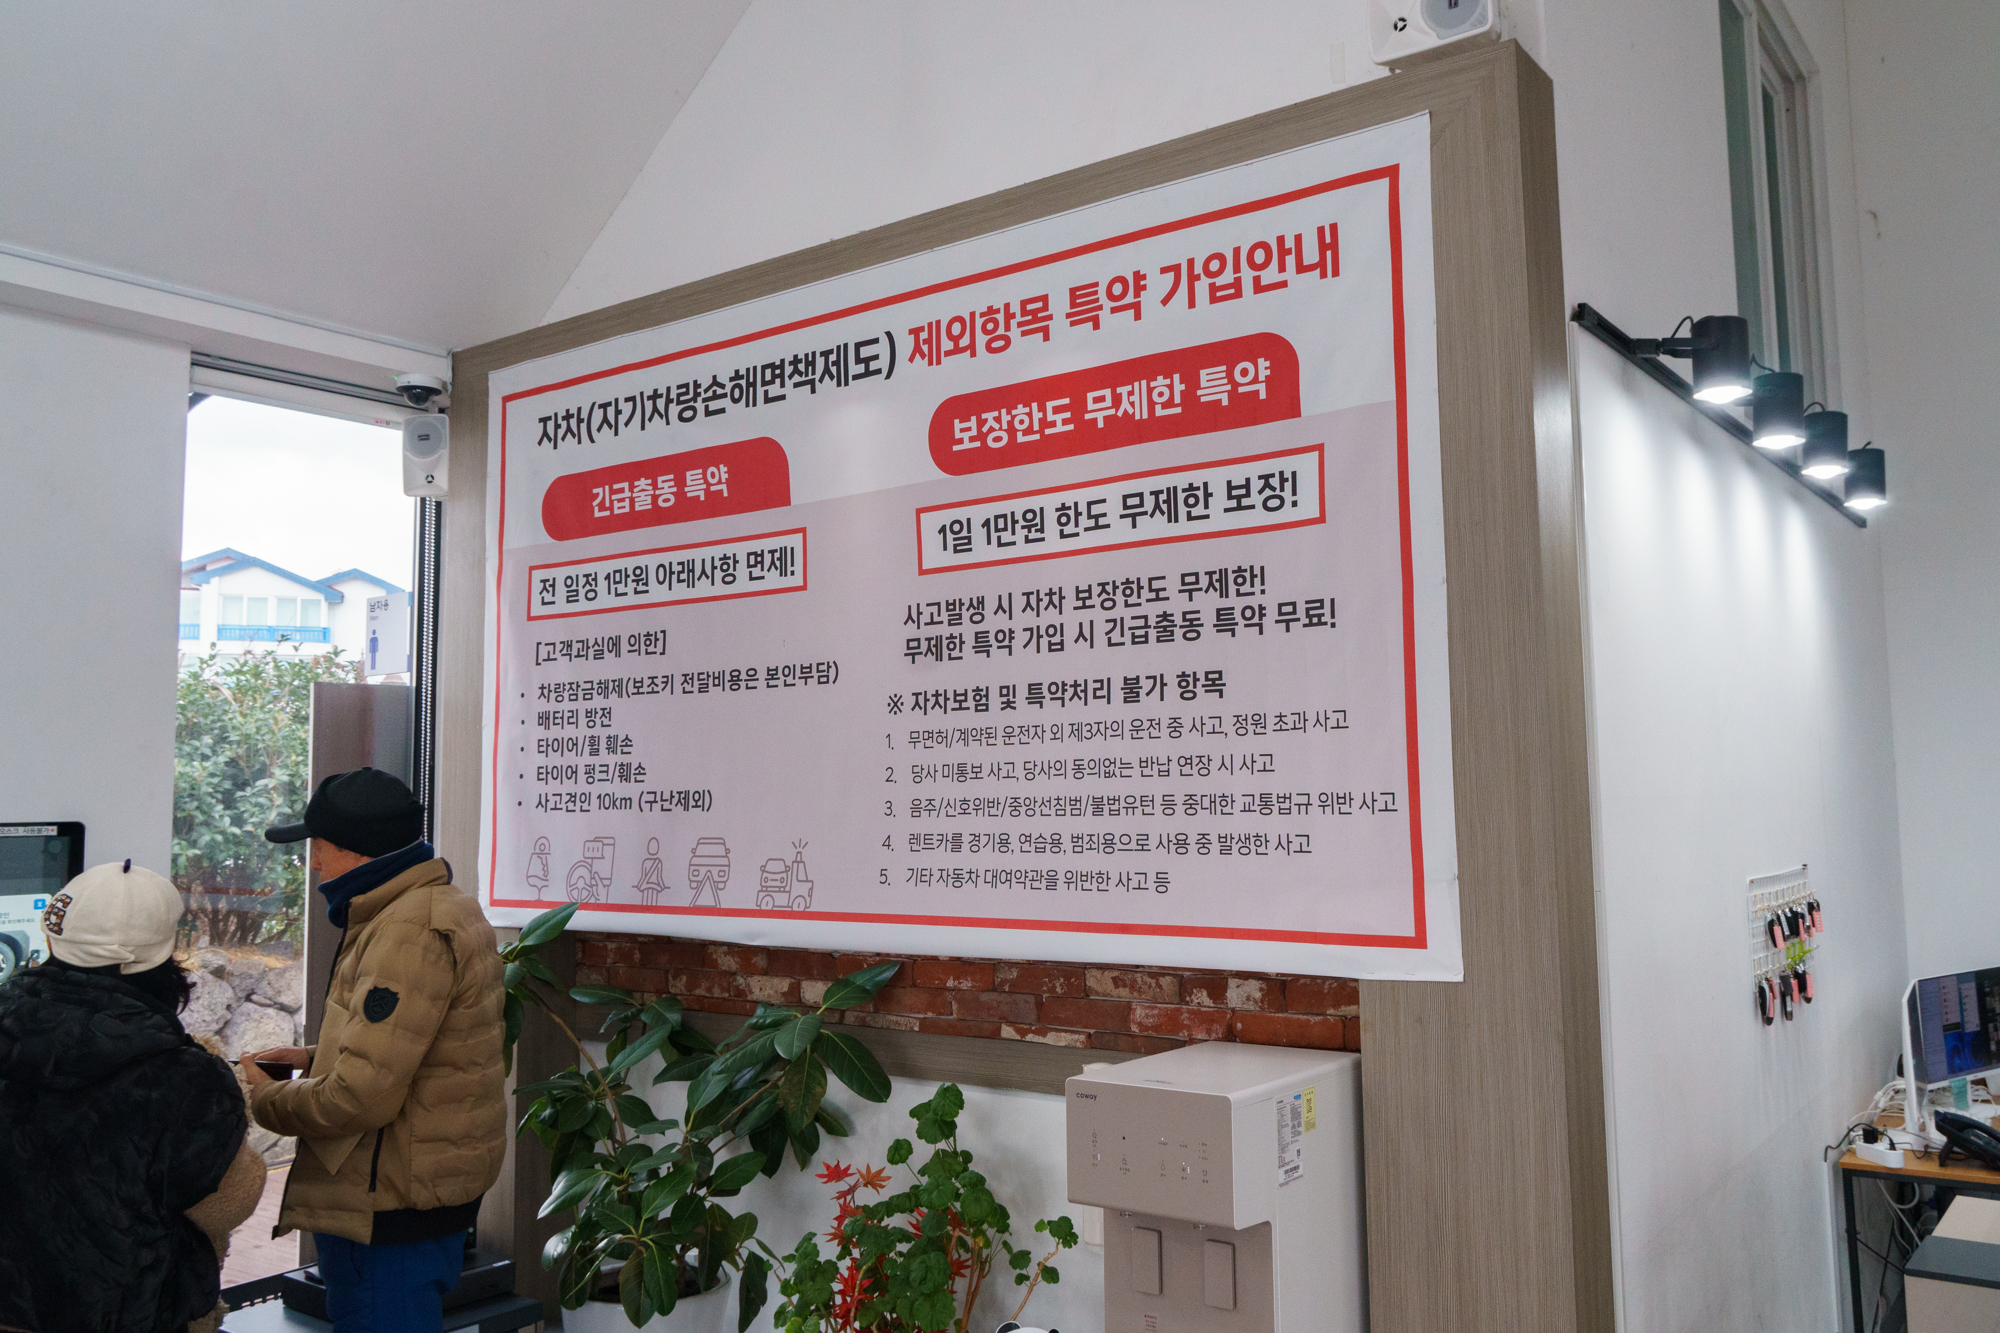 자차(자기차량손해면책제도) 제외항목 특약 가입안내
긴급출동 특약
전 일정 1만원 아래사항 면제!
[고객과실에 의한]
• 차량잠금해제(보조키 전달비용은 본인부담)
• 배터리 방전
• 타이어/휠 훼손
• 타이어 펑크/훼손
• 사고견인 10km (구난제외)
보장한도 무제한 특약
1일 1만원 한도 무제한 보장!
사고발생 시 자차 보장한도 무제한!
무제한 특약 가입 시 긴급출동 특약 무료!
※ 자차보험 및 특약처리 불가 항목
1. 무면허/계약된 운전자 외 제3자의 운전 중 사고, 정원 초과 사고
2. 당사 미통보 사고, 당사의 동의없는 반납 연장 시 사고
3. 음주/신호위반/중앙선침범/불법유턴 등 중대한 교통법규 위반 사고
4. 렌트카를 경기용, 연습용, 범죄용으로 사용 중 발생한 사고
5. 기타 자동차 대여약관을 위반한 사고 등
남자용
coway